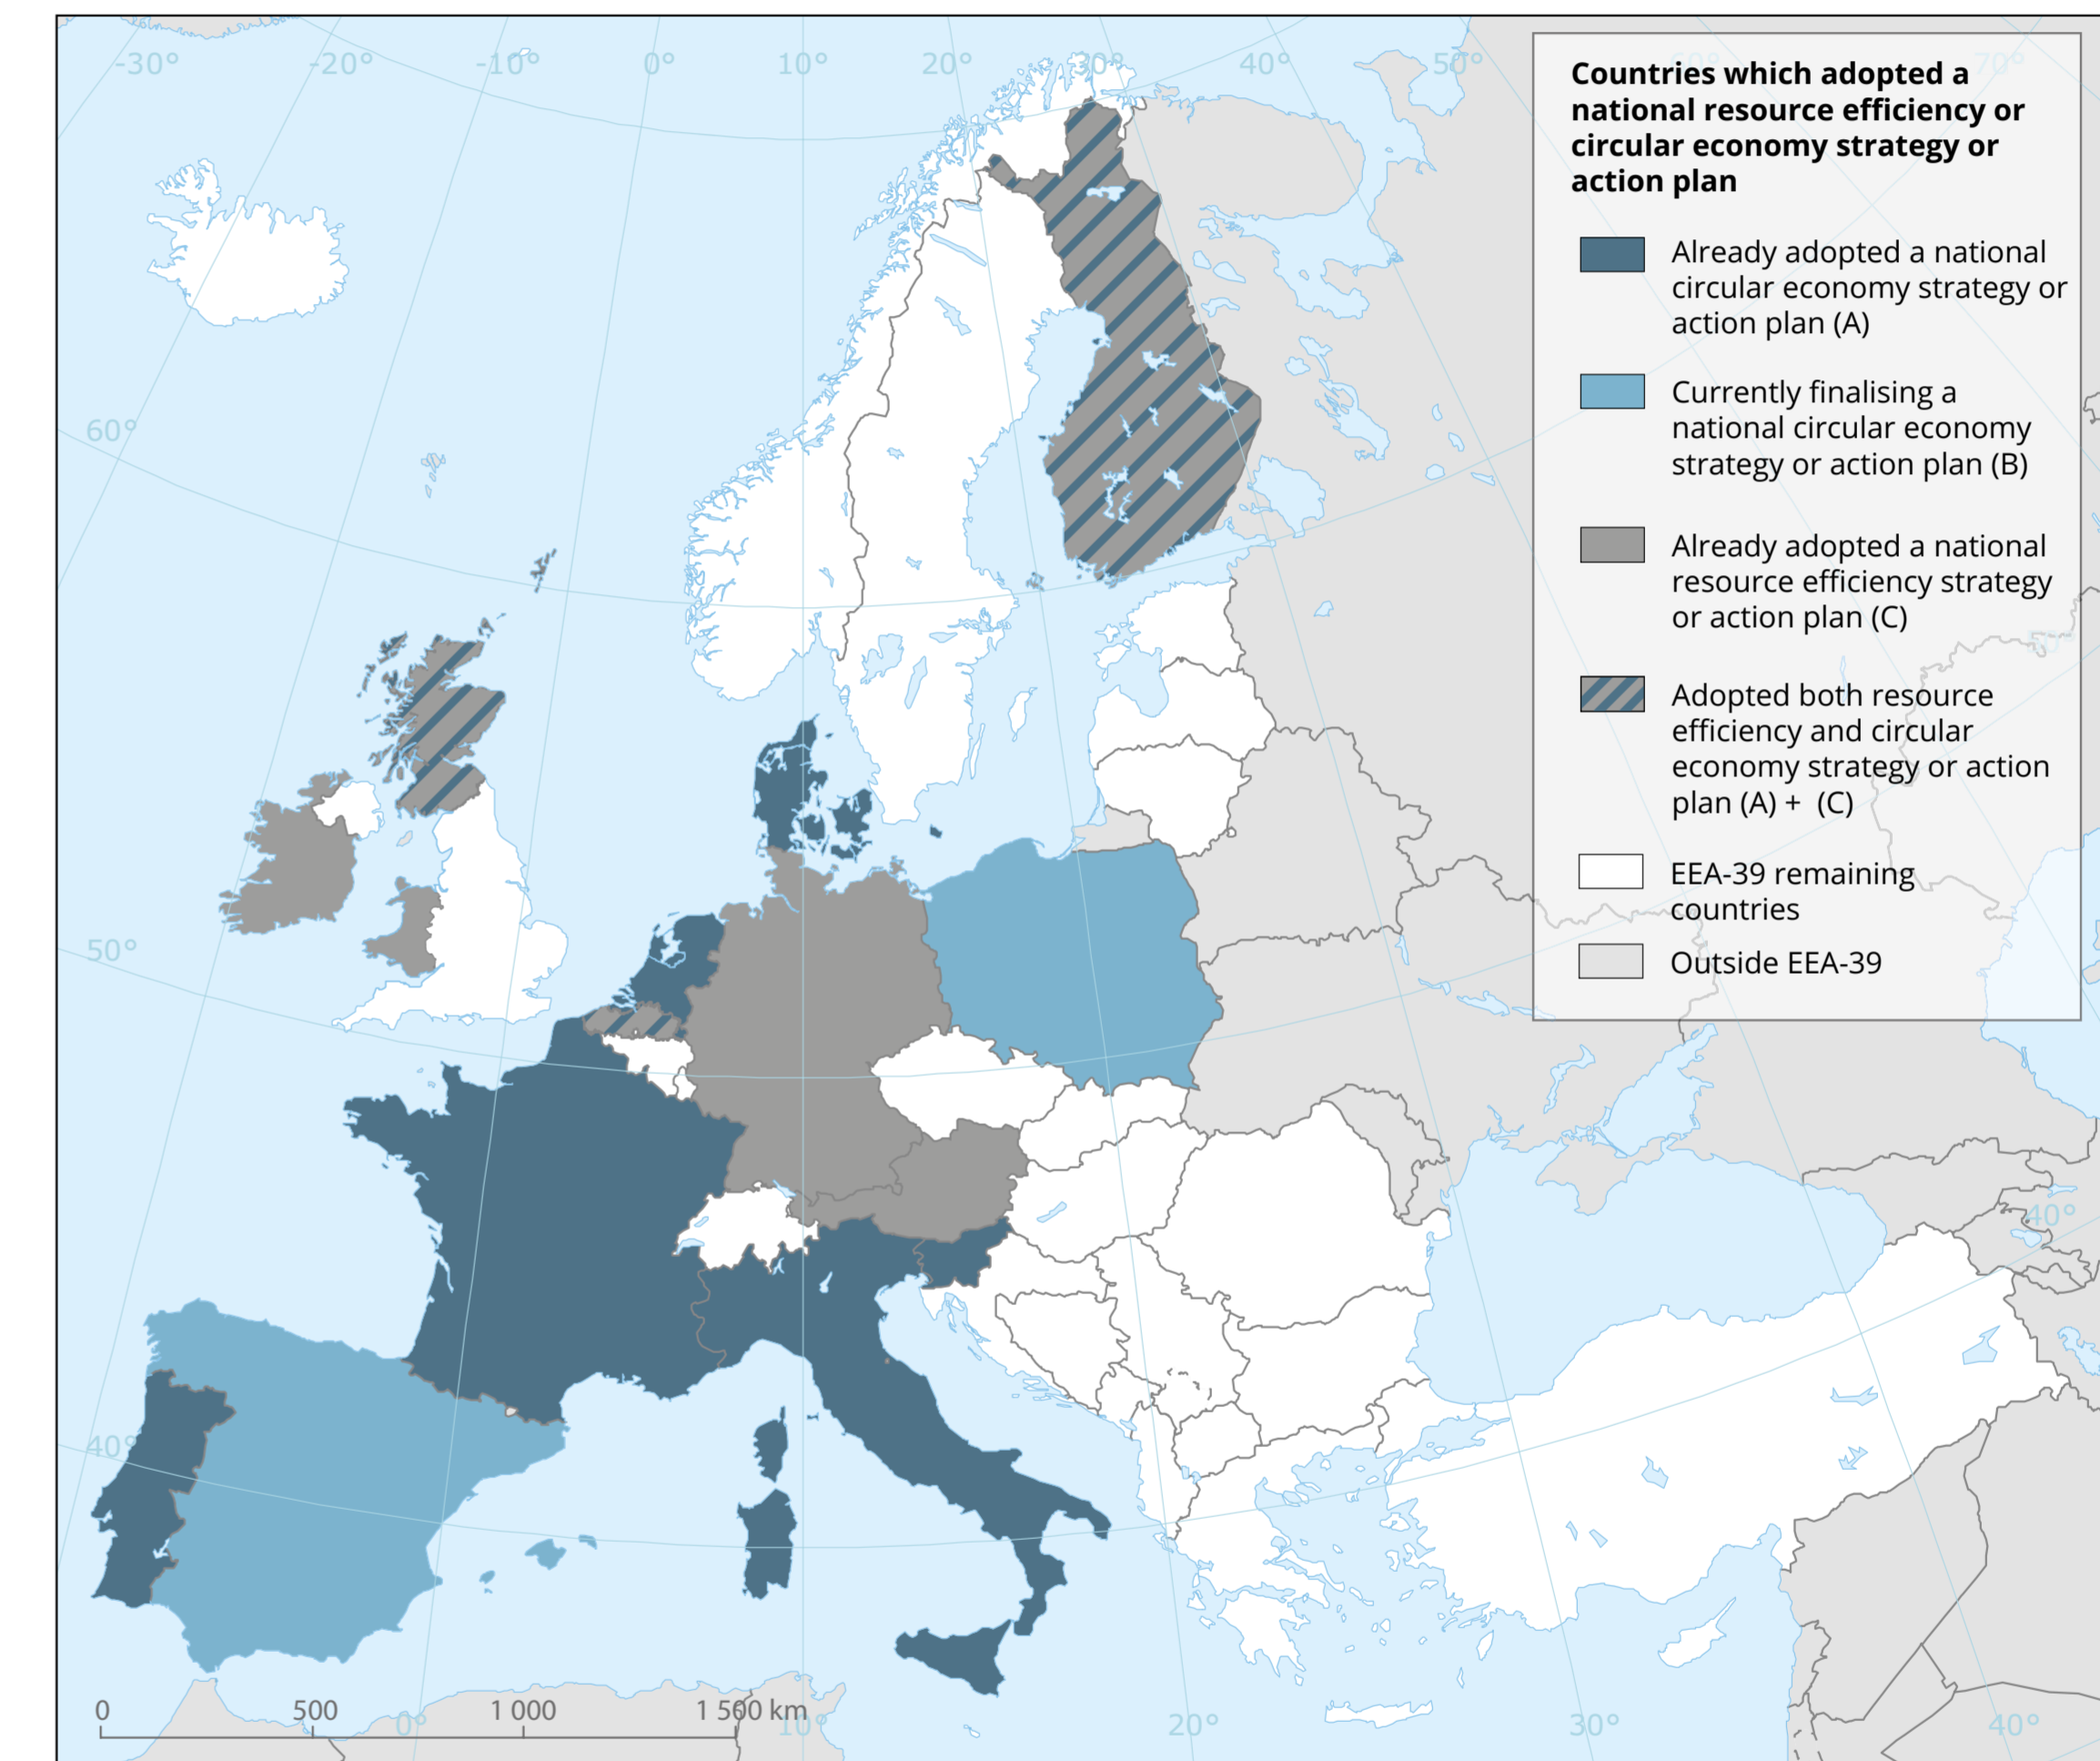 -30°
-20°
-10°
0°
10°
20°
30°
40°
50°
60°
70°
60°
50°
40°
50°
40°
Countries which adopted a
national resource efficiency or
circular economy strategy or
action plan
Already adopted a national
circular economy strategy or
action plan (A)
Currently finalising a
national circular economy
strategy or action plan (B)
Already adopted a national
resource efficiency strategy
or action plan (C)
Adopted both resource
efficiency and circular
economy strategy or action
plan (A) + (C)
EEA-39 remaining
countries
Outside EEA-39
0 500 1 000 1 500 km
0°
10°
20°
30°
40°